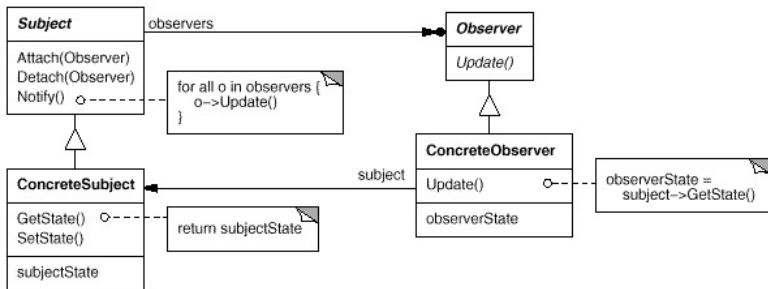 Subject
observers
Observer
Attach(Observer)
Detach(Observer)
Notify()
Update()
for all o in observers {
o–>Update()
}
ConcreteSubject
subject
ConcreteObserver
GetState()
SetState()
return subjectState
Update()
observerState =
subject–>GetState()
subjectState
observerState